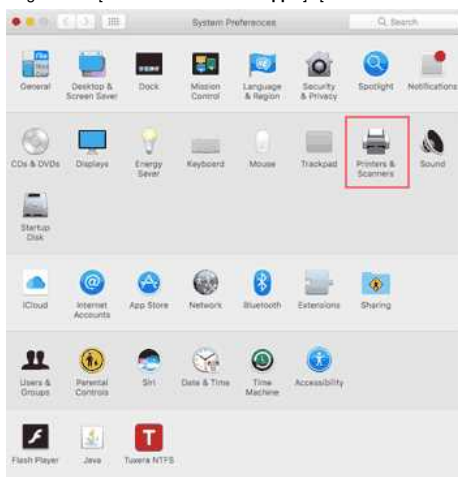 System Preferences
Search
General
Desktop & Screen Saver
Dock
Mission Control
Language & Region
Security & Privacy
Spotlight
Notifications
CDs & DVDs
Displays
Energy Saver
Keyboard
Mouse
Trackpad
Printers & Scanners
Sound
Startup Disk
iCloud
Internet Accounts
App Store
Network
Bluetooth
Extensions
Sharing
Users & Groups
Parental Controls
Siri
Date & Time
Time Machine
Accessibility
Flash Player
Java
Tuxera NTFS